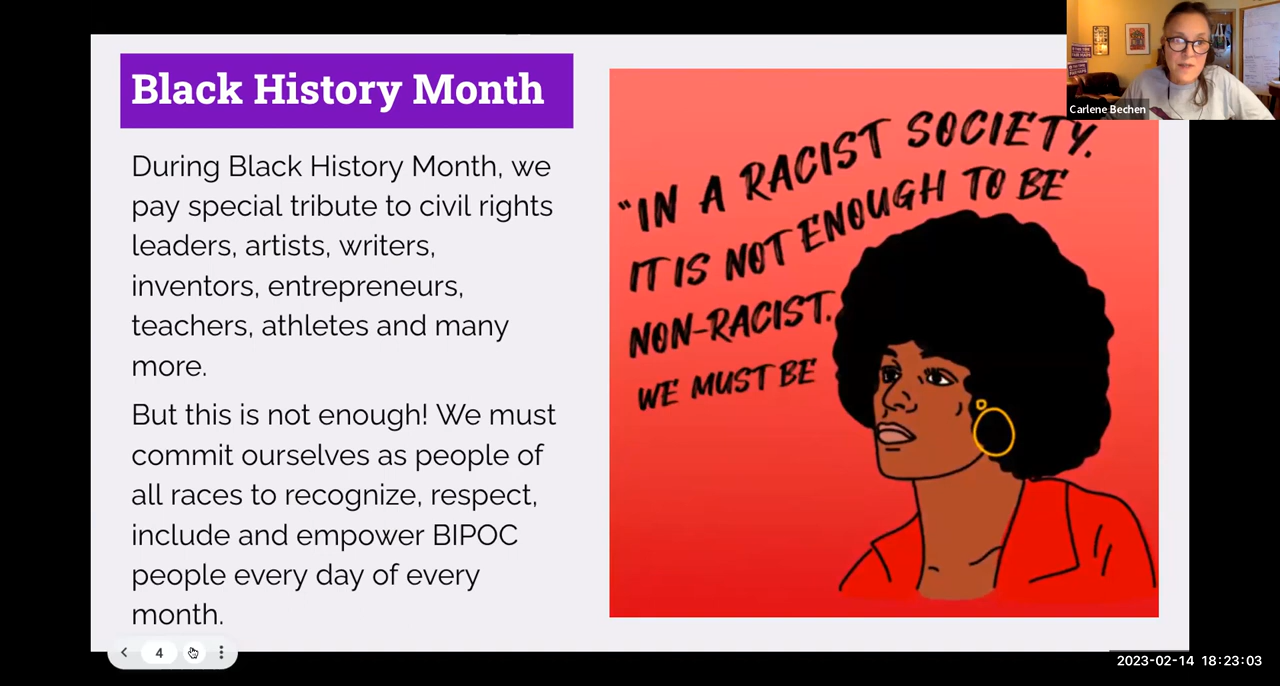 Black History Month
During Black History Month, we
pay special tribute to civil rights
leaders, artists, writers,
inventors, entrepreneurs,
teachers, athletes and many
more.
But this is not enough! We must
commit ourselves as people of
all races to recognize, respect,
include and empower BIPOC
people every day of every
month.
"IN A RACIST SOCIETY.
IT IS NOT ENOUGH TO BE
NON-RACIST.
WE MUST BE
Carlene Bechen
4
2023-02-14 18:23:03